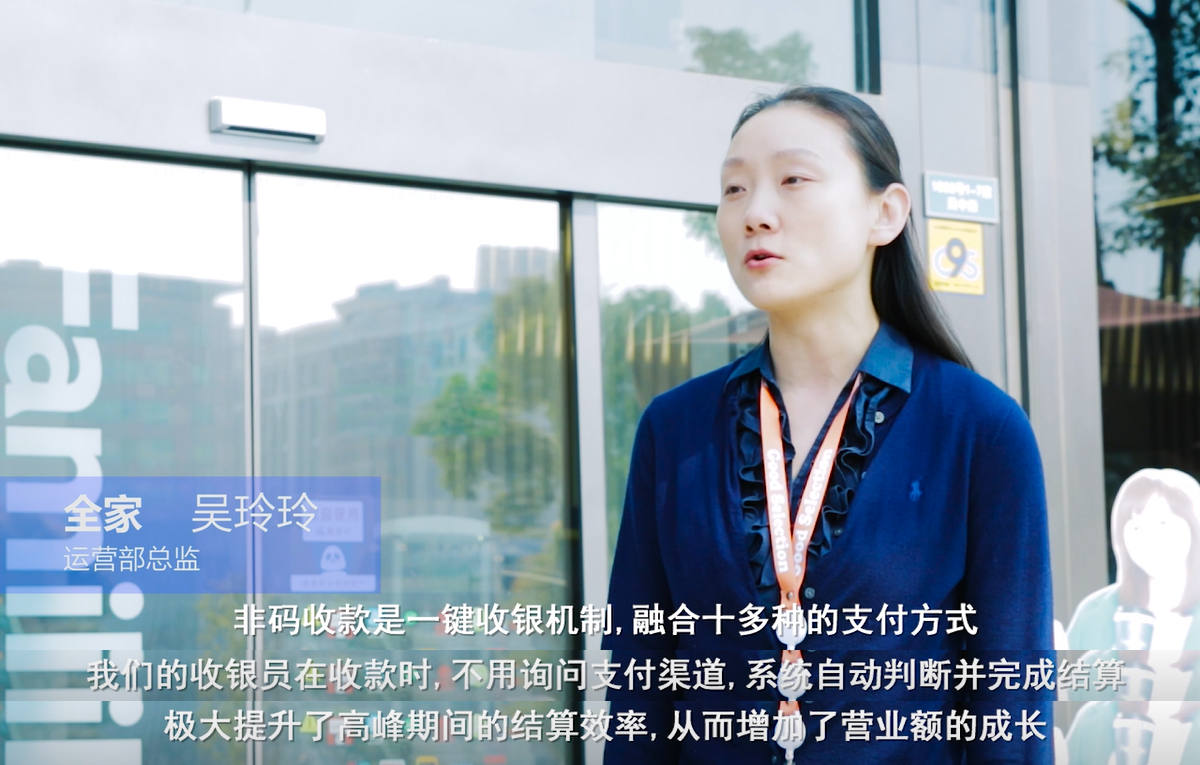 Famil
9
Good Selection
全家 吴玲玲
运营部总监
非码收款是一键收银机制,融合十多种的支付方式
我们的收银员在收款时,不用询问支付渠道,系统自动判断并完成结算
极大提升了高峰期间的结算效率,从而增加了营业额的成长